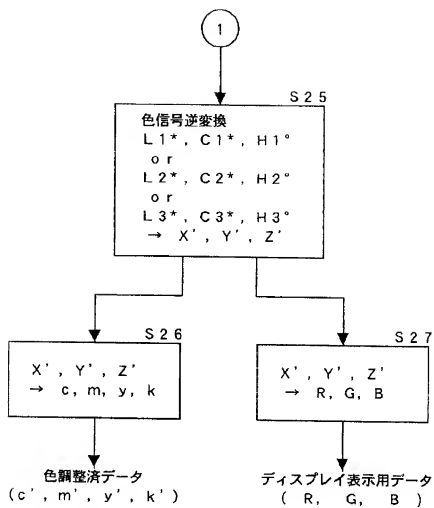 1
S25
色信号逆変換
L1*, C1*, H1°
or
L2*, C2*, H2°
or
L3*, C3*, H3°
→ X', Y', Z'
S26
X', Y', Z'
→ c, m, y, k
S27
X', Y', Z'
→ R, G, B
色調整済データ
(c', m', y', k')
ディスプレイ表示用データ
( R, G, B )